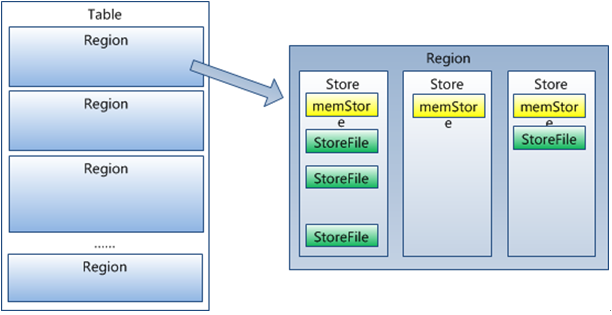 Table
Region
Region
Region
......
Region
Region
Store
memStor
e
StoreFile
StoreFile
StoreFile
Store
memStor
e
Store
memStor
e
StoreFile